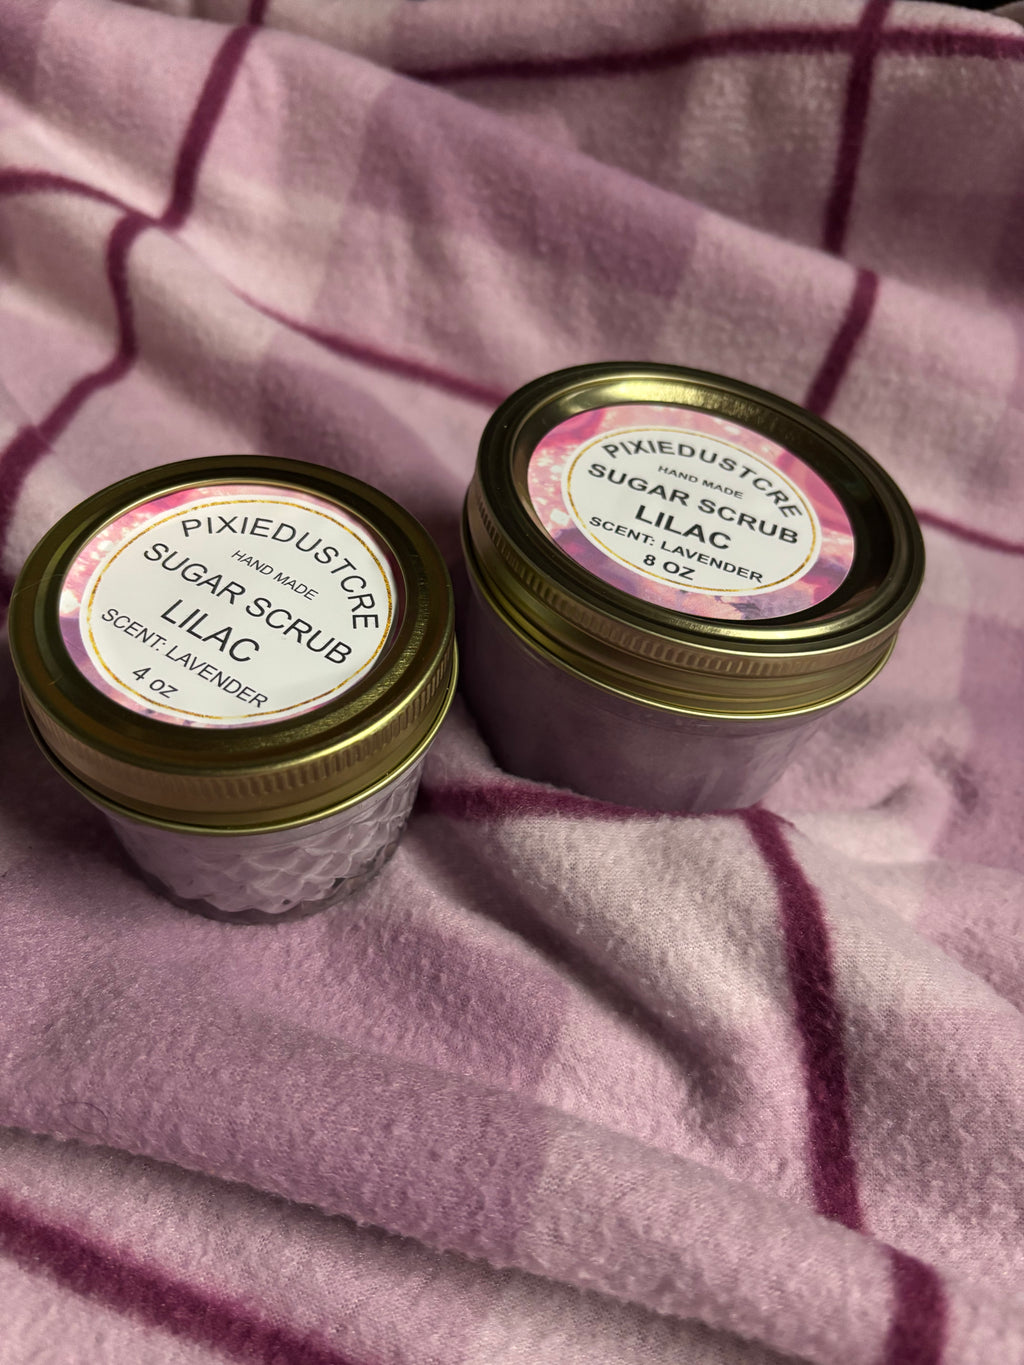 PIXIEDUSTCRE
HAND MADE
SUGAR SCRUB
LILAC
SCENT: LAVENDER
4 OZ
PIXIEDUSTCRE
HAND MADE
SUGAR SCRUB
LILAC
SCENT: LAVENDER
8 OZ